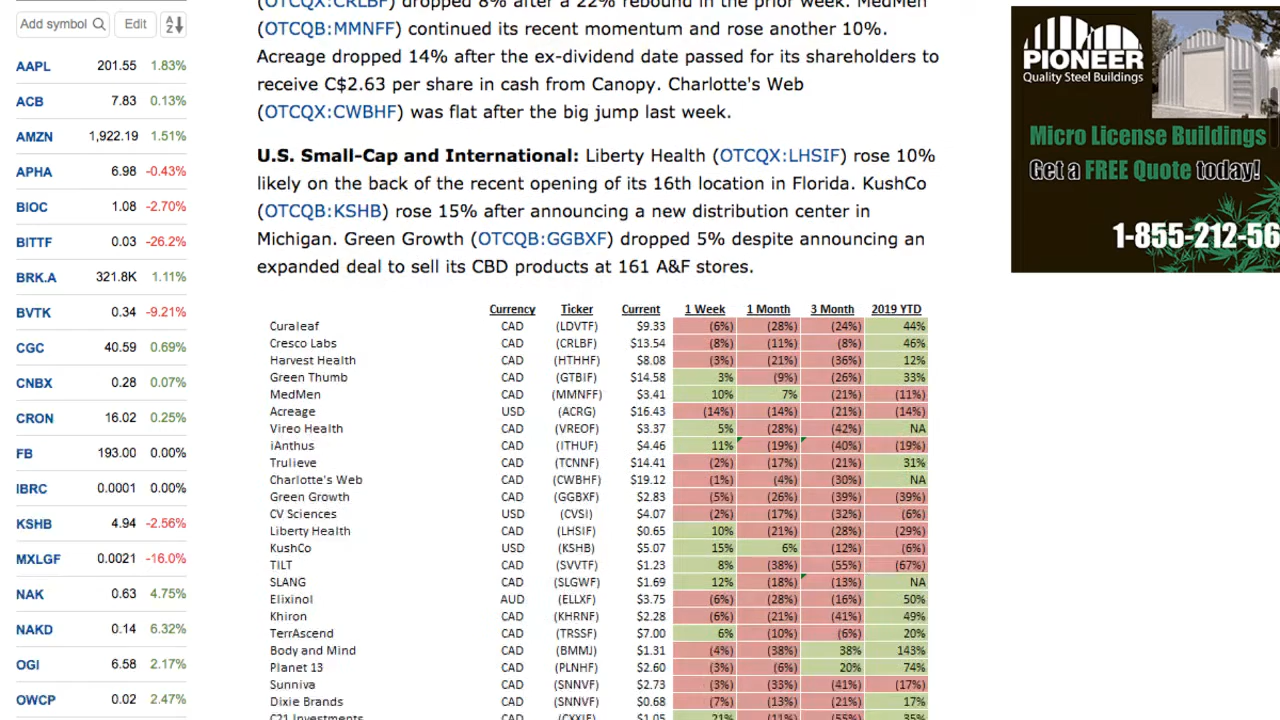 Add symbol
Edit
A
Z
AAPL 201.55 1.83%
ACB 7.83 0.13%
AMZN 1,922.19 1.51%
APHA 6.98 -0.43%
BIOC 1.08 -2.70%
BITTF 0.03 -26.2%
BRK.A 321.8K 1.11%
BVTK 0.34 -9.21%
CGC 40.59 0.69%
CNBX 0.28 0.07%
CRON 16.02 0.25%
FB 193.00 0.00%
IBRC 0.0001 0.00%
KSHB 4.94 -2.56%
MXLGF 0.0021 -16.0%
NAK 0.63 4.75%
NAKD 0.14 6.32%
OGI 6.58 2.17%
OWCP 0.02 2.47%
(OTCQX:CRLBF) dropped 8% after a 22% rebound in the prior week. MedMen
(OTCQB:MMNFF) continued its recent momentum and rose another 10%.
Acreage dropped 14% after the ex-dividend date passed for its shareholders to
receive C$2.63 per share in cash from Canopy. Charlotte's Web
(OTCQX:CWBHF) was flat after the big jump last week.
U.S. Small-Cap and International: Liberty Health (OTCQX:LHSIF) rose 10%
likely on the back of the recent opening of its 16th location in Florida. KushCo
(OTCQB:KSHB) rose 15% after announcing a new distribution center in
Michigan. Green Growth (OTCQB:GGBXF) dropped 5% despite announcing an
expanded deal to sell its CBD products at 161 A&F stores.
Currency Ticker Current 1 Week 1 Month 3 Month 2019 YTD
Curaleaf CAD (LDVTF) $9.33 (6%) (28%) (24%) 44%
Cresco Labs CAD (CRLBF) $13.54 (8%) (11%) (8%) 46%
Harvest Health CAD (HTHHF) $8.08 (3%) (21%) (36%) 12%
Green Thumb CAD (GTBIF) $14.58 3% (9%) (26%) 33%
MedMen CAD (MMNFF) $3.41 10% 7% (21%) (11%)
Acreage USD (ACRG) $16.43 (14%) (14%) (21%) (14%)
Vireo Health CAD (VREOF) $3.37 5% (28%) (42%) NA
iAnthus CAD (ITHUF) $4.46 11% (19%) (40%) (19%)
Trulieve CAD (TCNNF) $14.41 (2%) (17%) (21%) 31%
Charlotte's Web CAD (CWBHF) $19.12 (1%) (4%) (30%) NA
Green Growth CAD (GGBXF) $2.83 (5%) (26%) (39%) (39%)
CV Sciences USD (CVSI) $4.07 (2%) (17%) (32%) (6%)
Liberty Health CAD (LHSIF) $0.65 10% (21%) (28%) (29%)
KushCo USD (KSHB) $5.07 15% 6% (12%) (6%)
TILT CAD (SVVTF) $1.23 8% (38%) (55%) (67%)
SLANG CAD (SLGWF) $1.69 12% (18%) (13%) NA
Elixinol AUD (ELLXF) $3.75 (6%) (28%) (16%) 50%
Khiron CAD (KHRNF) $2.28 (6%) (21%) (41%) 49%
TerrAscend CAD (TRSSF) $7.00 6% (10%) (6%) 20%
Body and Mind CAD (BMMJ) $1.31 (4%) (38%) 38% 143%
Planet 13 CAD (PLNHF) $2.60 (3%) (6%) 20% 74%
Sunniva CAD (SNNVF) $2.73 (3%) (33%) (41%) (17%)
Dixie Brands CAD (SNNVF) $0.68 (7%) (13%) (21%) 17%
C21 Investments CAD (CXXIF) $1.05 21% (11%) (55%) 35%
PIONEER
Quality Steel Buildings
Micro License Buildings
Get a FREE Quote today!
1-855-212-56